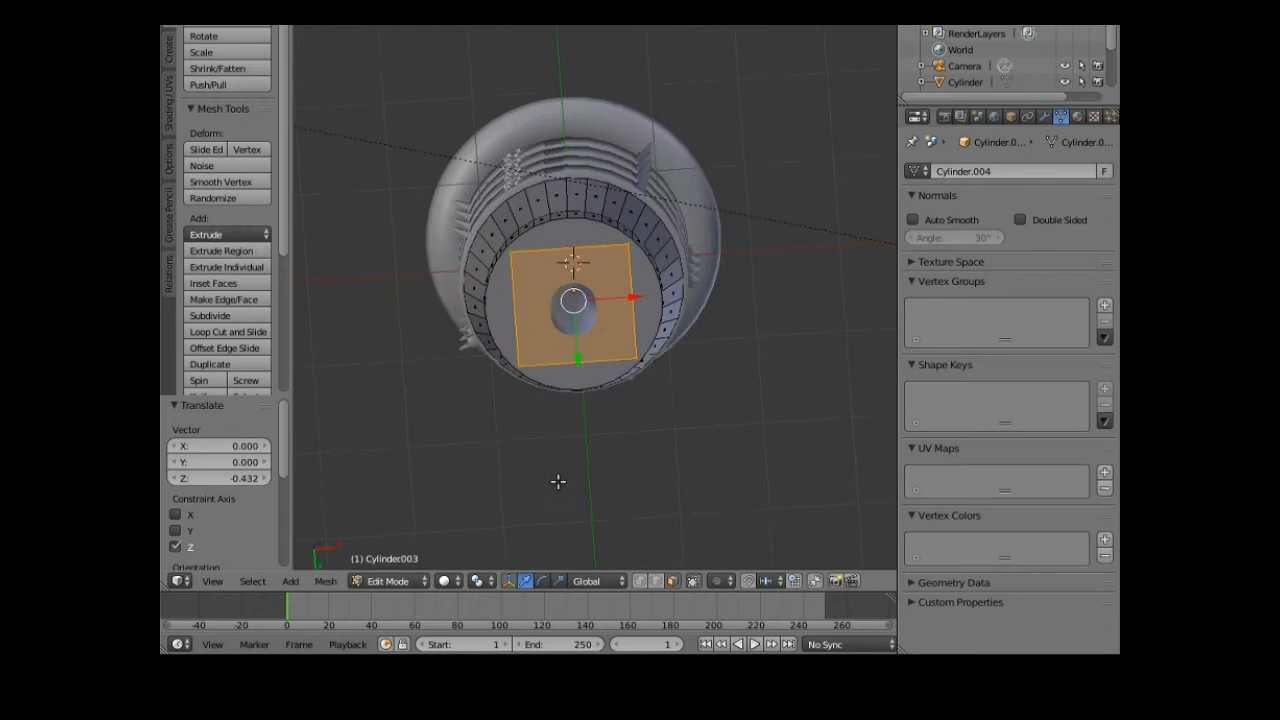 Rotate
Scale
Shrink/Fatten
Push/Pull
Mesh Tools
Deform:
Slide Ed Vertex
Noise
Smooth Vertex
Randomize
Add:
Extrude
Extrude Region
Extrude Individual
Inset Faces
Make Edge/Face
Subdivide
Loop Cut and Slide
Offset Edge Slide
Duplicate
Spin Screw
Create
Shading / UVs
Options
Grease Pencil
Relations
Translate
Vector
X: 0.000
Y: 0.000
Z: -0.432
Constraint Axis
X
Y
Z
Orientation
(1) Cylinder.003
View Select Add Mesh Edit Mode Global
-40 -20 0 20 40 60 80 100 120 140 160 180 200 220 240 260
View Marker Frame Playback Start: 1 End: 250 1 No Sync
RenderLayers
World
Camera
Cylinder
Cylinder.0... Cylinder.0...
Cylinder.004 F
Normals
Auto Smooth Double Sided
Angle: 30°
Texture Space
Vertex Groups
Shape Keys
UV Maps
Vertex Colors
Geometry Data
Custom Properties